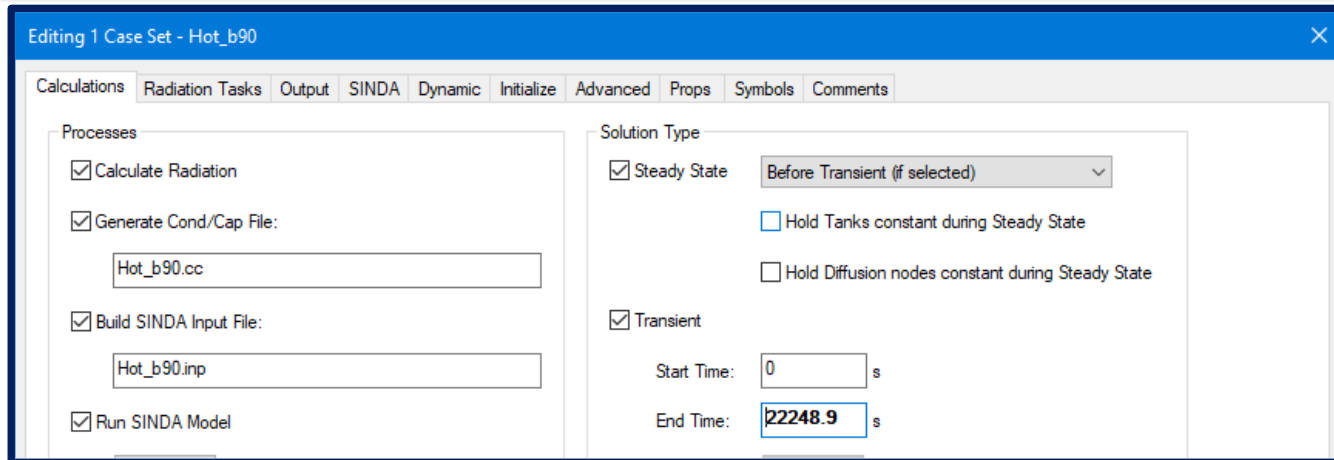 Editing 1 Case Set - Hot_b90
Calculations Radiation Tasks Output SINDA Dynamic Initialize Advanced Props Symbols Comments
Processes
Calculate Radiation
Generate Cond/Cap File:
Hot_b90.cc
Build SINDA Input File:
Hot_b90.inp
Run SINDA Model
Solution Type
Steady State Before Transient (if selected)
Hold Tanks constant during Steady State
Hold Diffusion nodes constant during Steady State
Transient
Start Time: 0 s
End Time: 22248.9 s